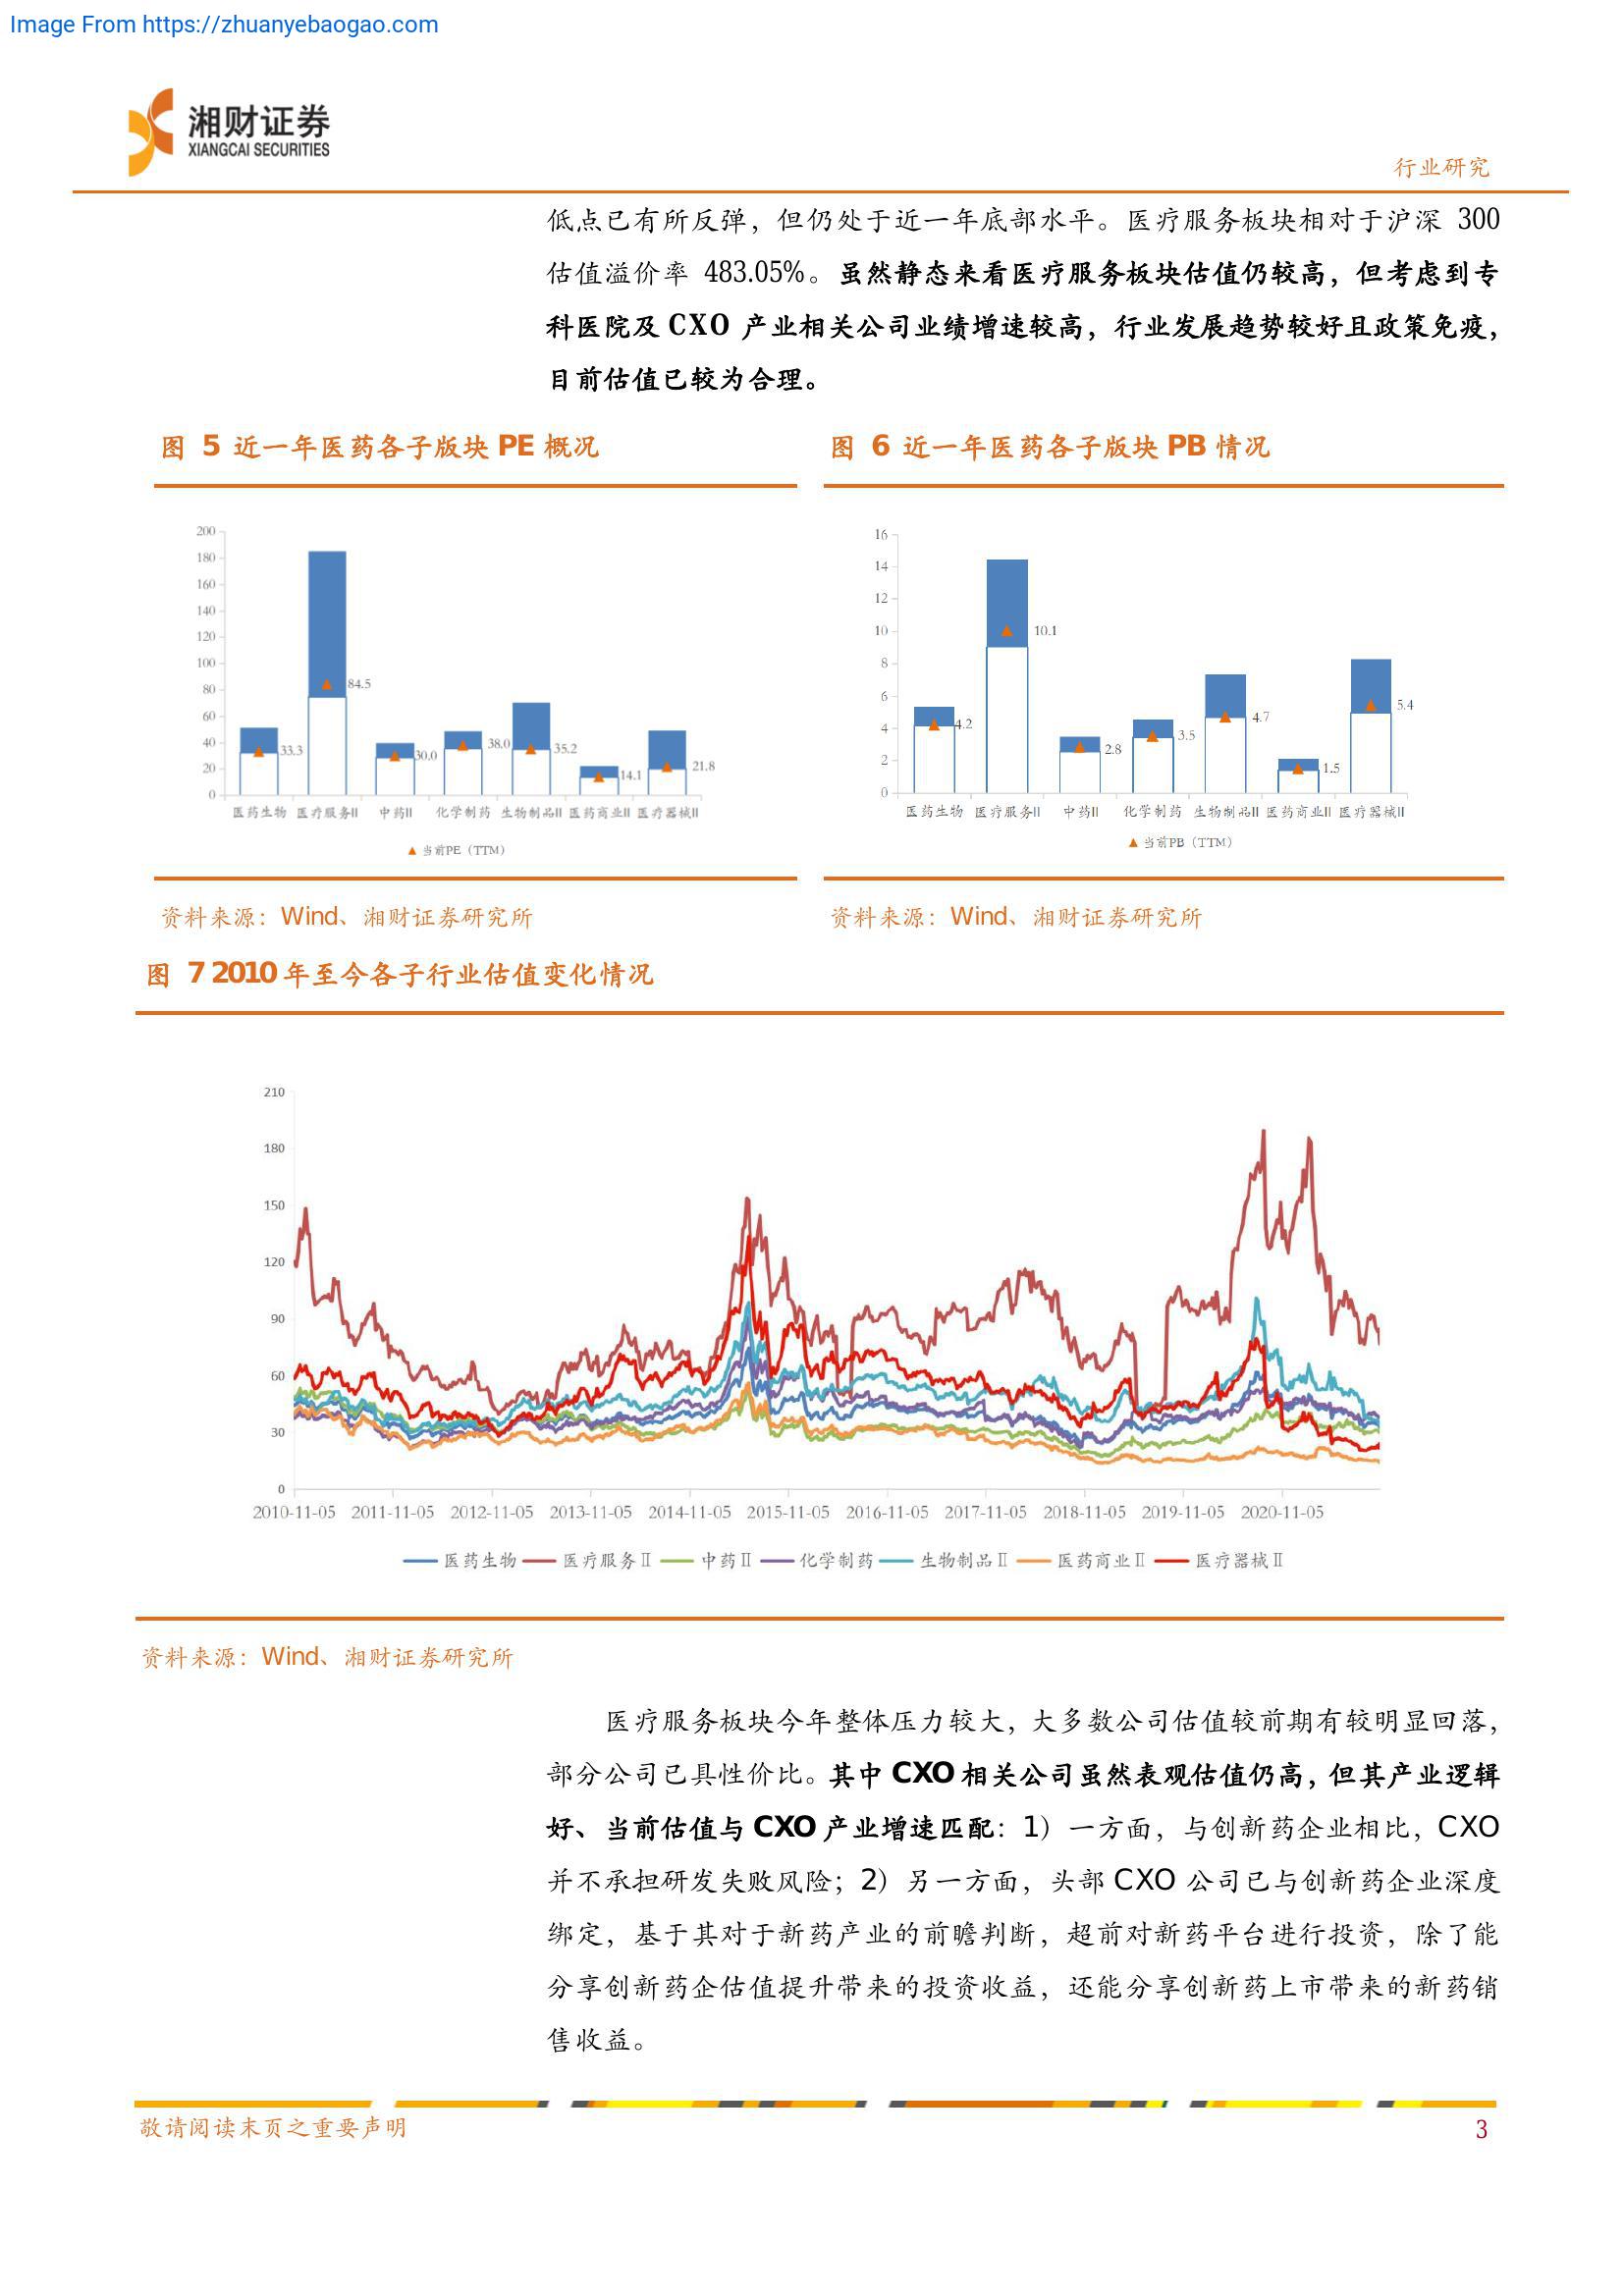 Image From https://zhuanyebaogao.com
湘财证券
XIANGCAI SECURITIES
行业研究
低点已有所反弹，但仍处于近一年底部水平。医疗服务板块相对于沪深 300
估值溢价率 483.05%。虽然静态来看医疗服务板块估值仍较高，但考虑到专
科医院及 CXO 产业相关公司业绩增速较高，行业发展趋势较好且政策免疫，
目前估值已较为合理。
图 5 近一年医药各子版块 PE 概况
200
180
160
140
120
100
80
60
40
20
0
33.3
84.5
30.0
38.0
35.2
14.1
21.8
医药生物 医疗服务II 中药II 化学制药 生物制品II 医药商业II 医疗器械II
▲ 当前PE（TTM）
资料来源：Wind、湘财证券研究所
图 6 近一年医药各子版块 PB 情况
16
14
12
10
8
6
4
2
0
4.2
10.1
2.8
3.5
4.7
1.5
5.4
医药生物 医疗服务II 中药II 化学制药 生物制品II 医药商业II 医疗器械II
▲ 当前PB（TTM）
资料来源：Wind、湘财证券研究所
图 7 2010 年至今各子行业估值变化情况
210
180
150
120
90
60
30
0
2010-11-05 2011-11-05 2012-11-05 2013-11-05 2014-11-05 2015-11-05 2016-11-05 2017-11-05 2018-11-05 2019-11-05 2020-11-05
医药生物 医疗服务Ⅱ 中药Ⅱ 化学制药 生物制品Ⅱ 医药商业Ⅱ 医疗器械Ⅱ
资料来源：Wind、湘财证券研究所
医疗服务板块今年整体压力较大，大多数公司估值较前期有较明显回落，
部分公司已具性价比。其中 CXO 相关公司虽然表观估值仍高，但其产业逻辑
好、当前估值与 CXO 产业增速匹配：1）一方面，与创新药企业相比，CXO
并不承担研发失败风险；2）另一方面，头部 CXO 公司已与创新药企业深度
绑定，基于其对于新药产业的前瞻判断，超前对新药平台进行投资，除了能
分享创新药企估值提升带来的投资收益，还能分享创新药上市带来的新药销
售收益。
敬请阅读末页之重要声明
3